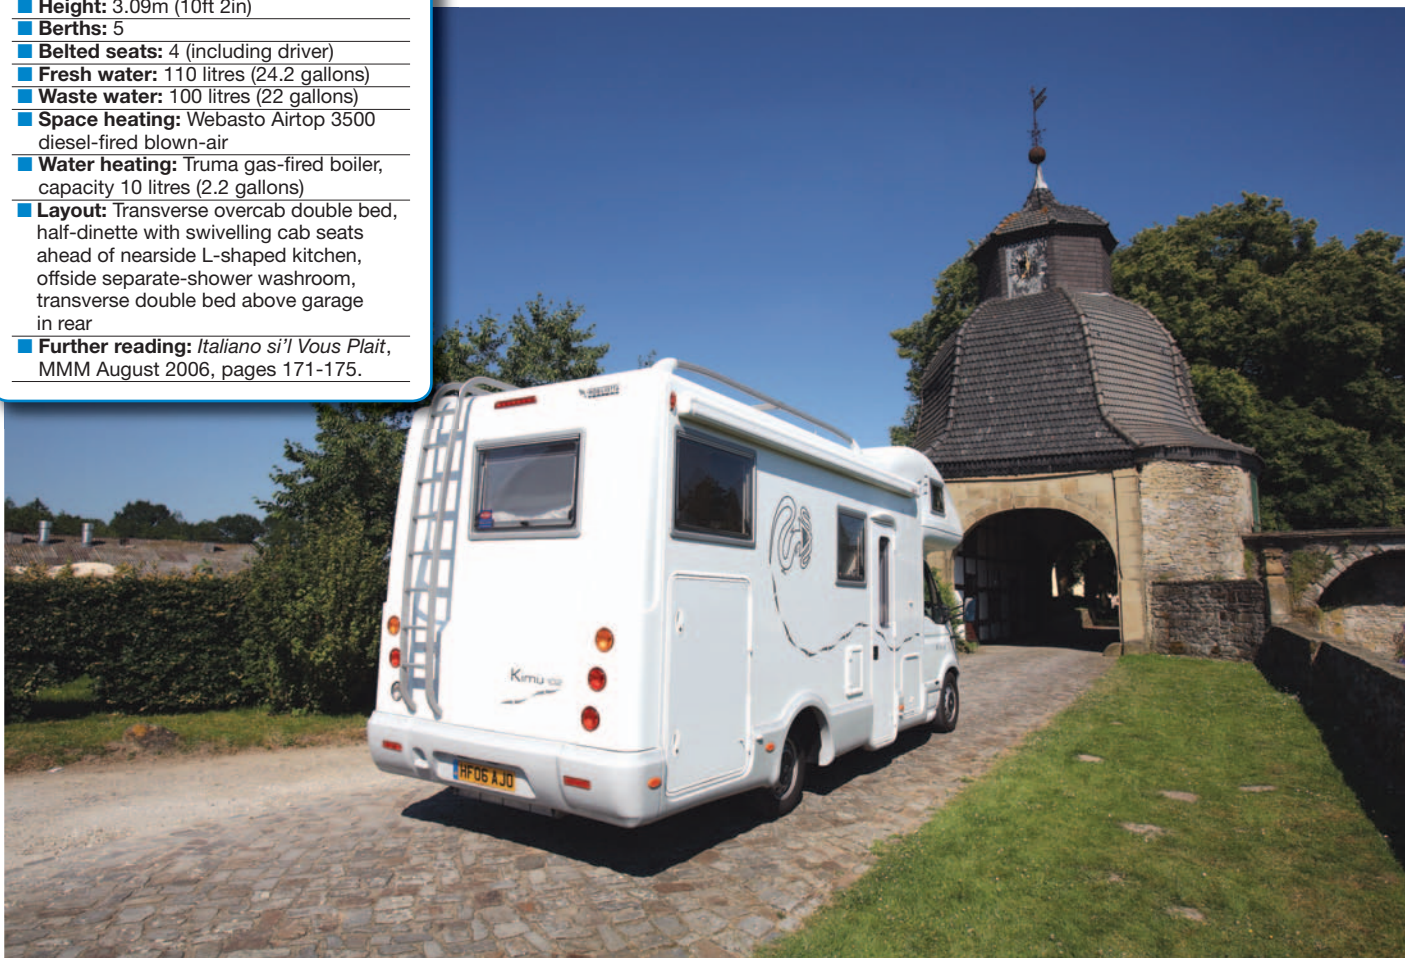 ■ Height: 3.09m (10ft 2in)
■ Berths: 5
■ Belted seats: 4 (including driver)
■ Fresh water: 110 litres (24.2 gallons)
■ Waste water: 100 litres (22 gallons)
■ Space heating: Webasto Airtop 3500
diesel-fired blown-air
■ Water heating: Truma gas-fired boiler,
capacity 10 litres (2.2 gallons)
■ Layout: Transverse overcab double bed,
half-dinette with swivelling cab seats
ahead of nearside L-shaped kitchen,
offside separate-shower washroom,
transverse double bed above garage
in rear
■ Further reading: Italiano si’l Vous Plait,
MMM August 2006, pages 171-175.
Kimù 102
HF06 AJO